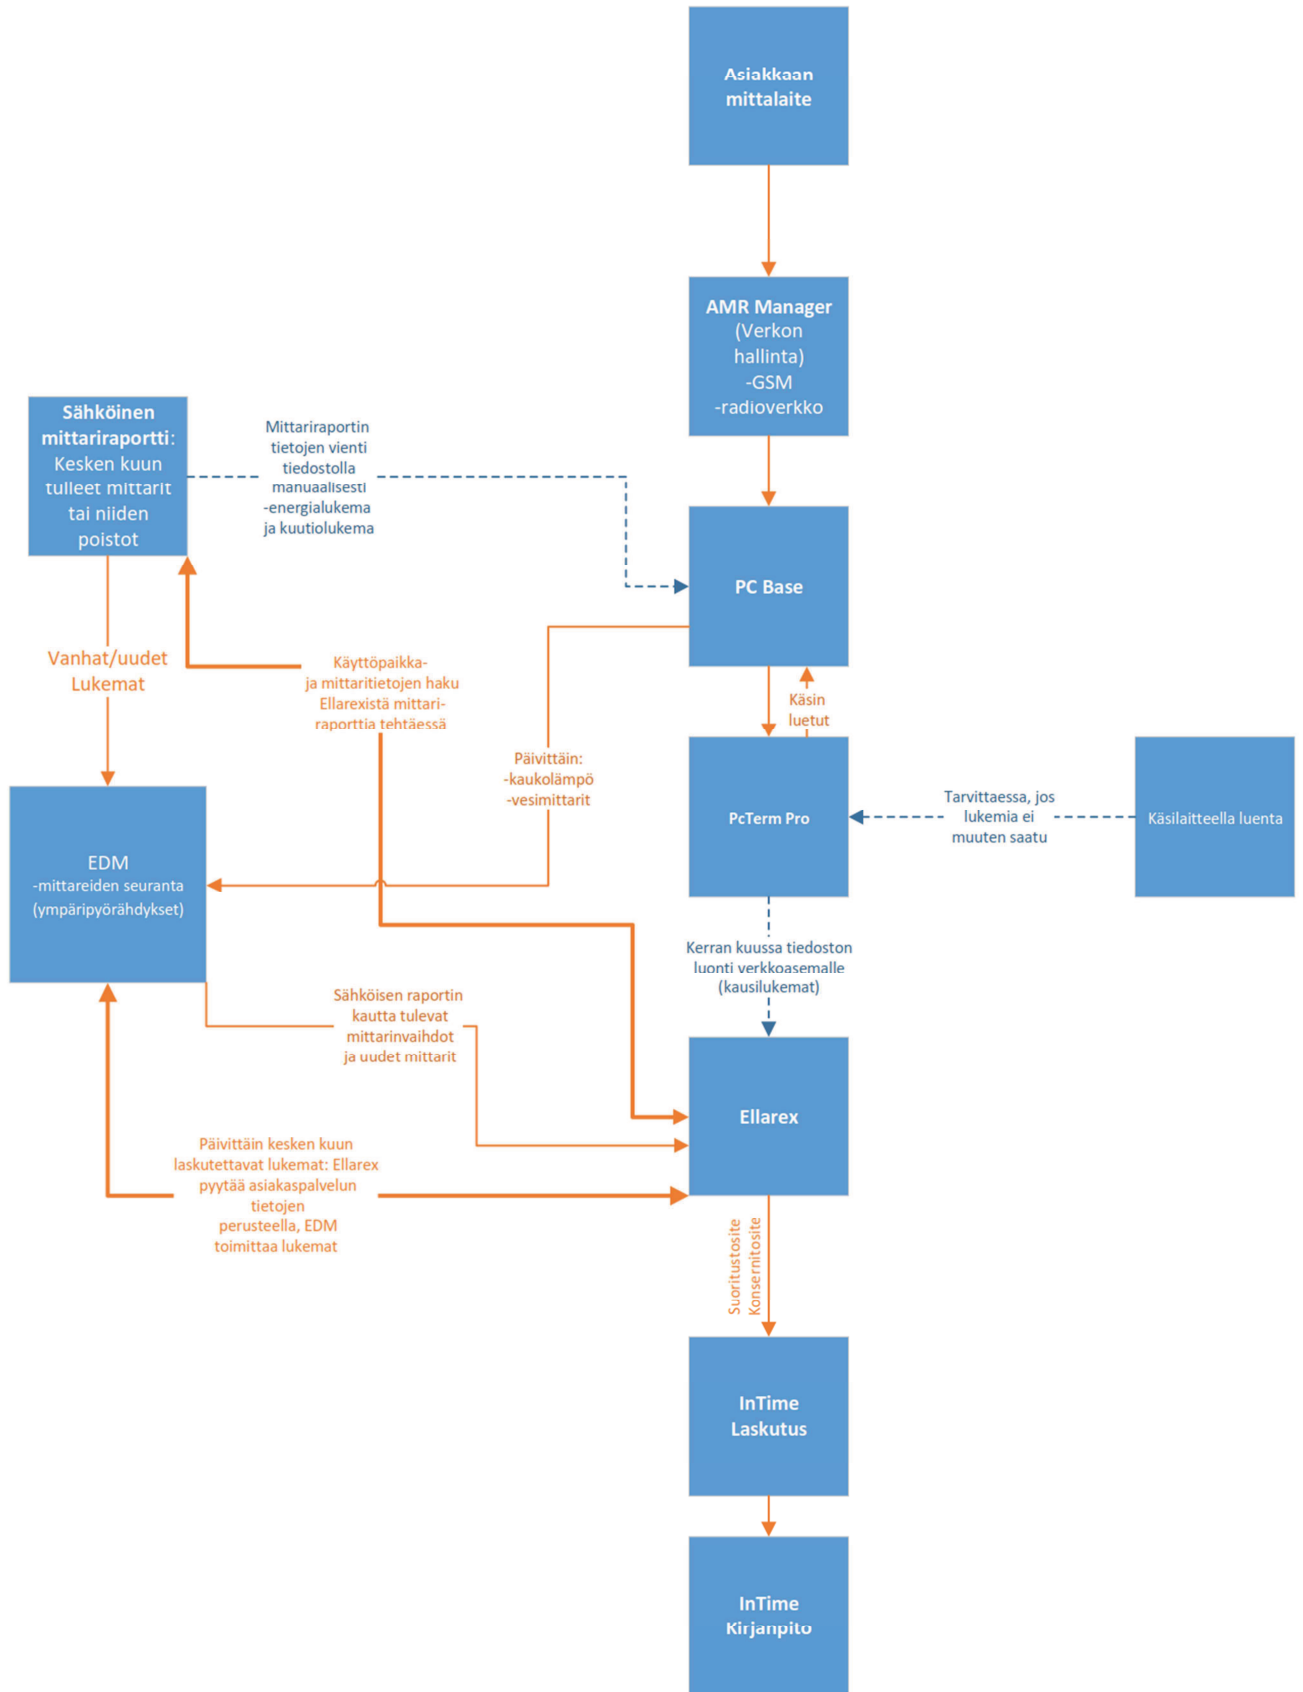 Asiakkaan
mittalaite
AMR Manager
(Verkon
hallinta)
-GSM
-radioverkko
Sähköinen
mittariraportti:
Kesken kuun
tulleet mittarit
tai niiden
poistot
Mittariraportin
tietojen vienti
tiedostolla
manuaalisesti
-energialukema
ja kuutiolukema
PC Base
Vanhat/uudet
Lukemat
Käyttöpaikka-
ja mittaritietojen haku
Ellarexistä mittari-
raporttia tehtäessä
Käsin
luetut
Päivittäin:
-kaukolämpö
-vesimittarit
PcTerm Pro
Tarvittaessa, jos
lukemia ei
muuten saatu
Käsilaitteella luenta
EDM
-mittareiden seuranta
(ympäripyörähdykset)
Kerran kuussa tiedoston
luonti verkkoasemalle
(kausilukemat)
Sähköisen raportin
kautta tulevat
mittarinvaihdot
ja uudet mittarit
Ellarex
Päivittäin kesken kuun
laskutettavat lukemat: Ellarex
pyytää asiakaspalvelun
tietojen
perusteella, EDM
toimittaa lukemat
Suoritustosite
Konsernitosite
InTime
Laskutus
InTime
Kirjanpito